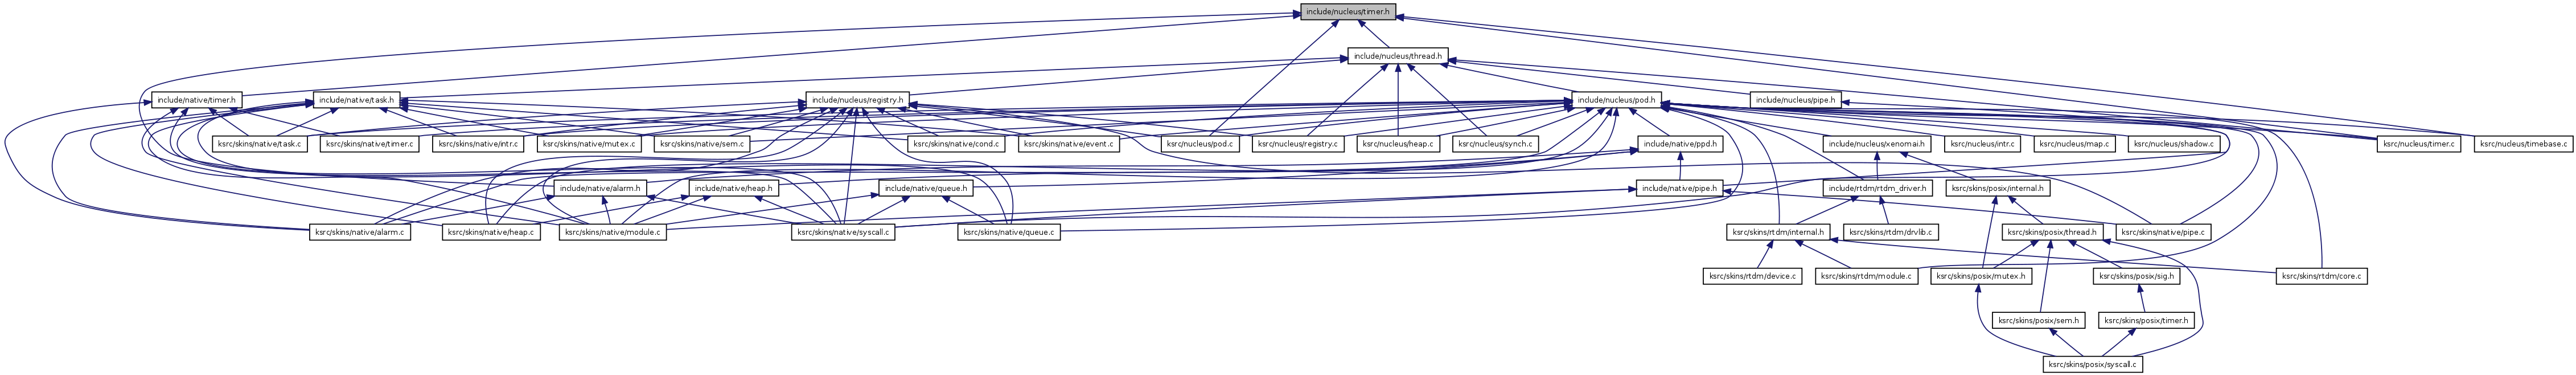 include/nucleus/timer.h
include/nucleus/thread.h
include/native/timer.h
include/native/task.h
include/nucleus/registry.h
include/nucleus/pod.h
include/nucleus/pipe.h
ksrc/skins/native/task.c
ksrc/skins/native/timer.c
ksrc/skins/native/intr.c
ksrc/skins/native/mutex.c
ksrc/skins/native/sem.c
ksrc/skins/native/cond.c
ksrc/skins/native/event.c
ksrc/nucleus/pod.c
ksrc/nucleus/registry.c
ksrc/nucleus/heap.c
ksrc/nucleus/synch.c
include/native/ppd.h
include/nucleus/xenomai.h
ksrc/nucleus/intr.c
ksrc/nucleus/map.c
ksrc/nucleus/shadow.c
ksrc/nucleus/timer.c
ksrc/nucleus/timebase.c
include/native/alarm.h
include/native/heap.h
include/native/queue.h
include/native/pipe.h
include/rtdm/rtdm_driver.h
ksrc/skins/posix/internal.h
ksrc/skins/native/alarm.c
ksrc/skins/native/heap.c
ksrc/skins/native/module.c
ksrc/skins/native/syscall.c
ksrc/skins/native/queue.c
ksrc/skins/rtdm/internal.h
ksrc/skins/rtdm/drvlib.c
ksrc/skins/posix/thread.h
ksrc/skins/native/pipe.c
ksrc/skins/rtdm/device.c
ksrc/skins/rtdm/module.c
ksrc/skins/posix/mutex.h
ksrc/skins/posix/sig.h
ksrc/skins/rtdm/core.c
ksrc/skins/posix/sem.h
ksrc/skins/posix/timer.h
ksrc/skins/posix/syscall.c